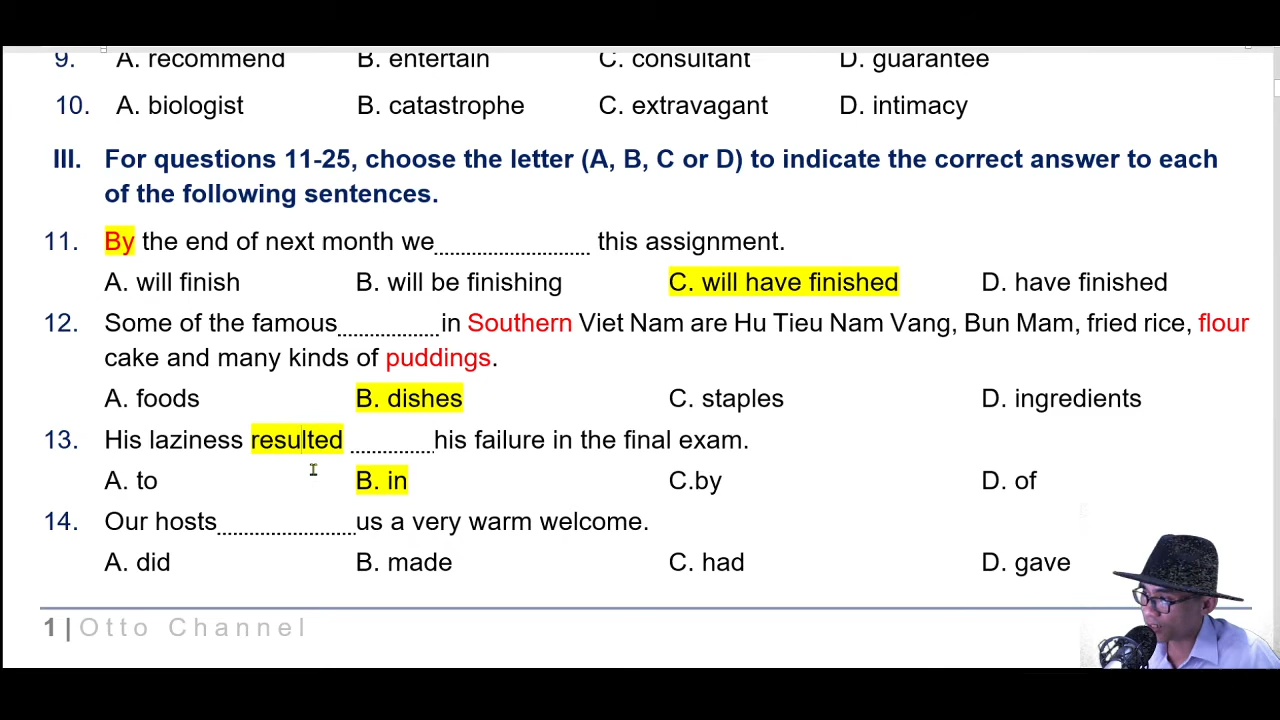 9. A. recommend B. entertain C. consultant D. guarantee
10. A. biologist B. catastrophe C. extravagant D. intimacy
III. For questions 11-25, choose the letter (A, B, C or D) to indicate the correct answer to each
of the following sentences.
11. By the end of next month we............................ this assignment.
A. will finish B. will be finishing C. will have finished D. have finished
12. Some of the famous..................in Southern Viet Nam are Hu Tieu Nam Vang, Bun Mam, fried rice, flour
cake and many kinds of puddings.
A. foods B. dishes C. staples D. ingredients
13. His laziness resulted ...............his failure in the final exam.
A. to B. in C.by D. of
14. Our hosts.........................us a very warm welcome.
A. did B. made C. had D. gave
1 | Otto Channel